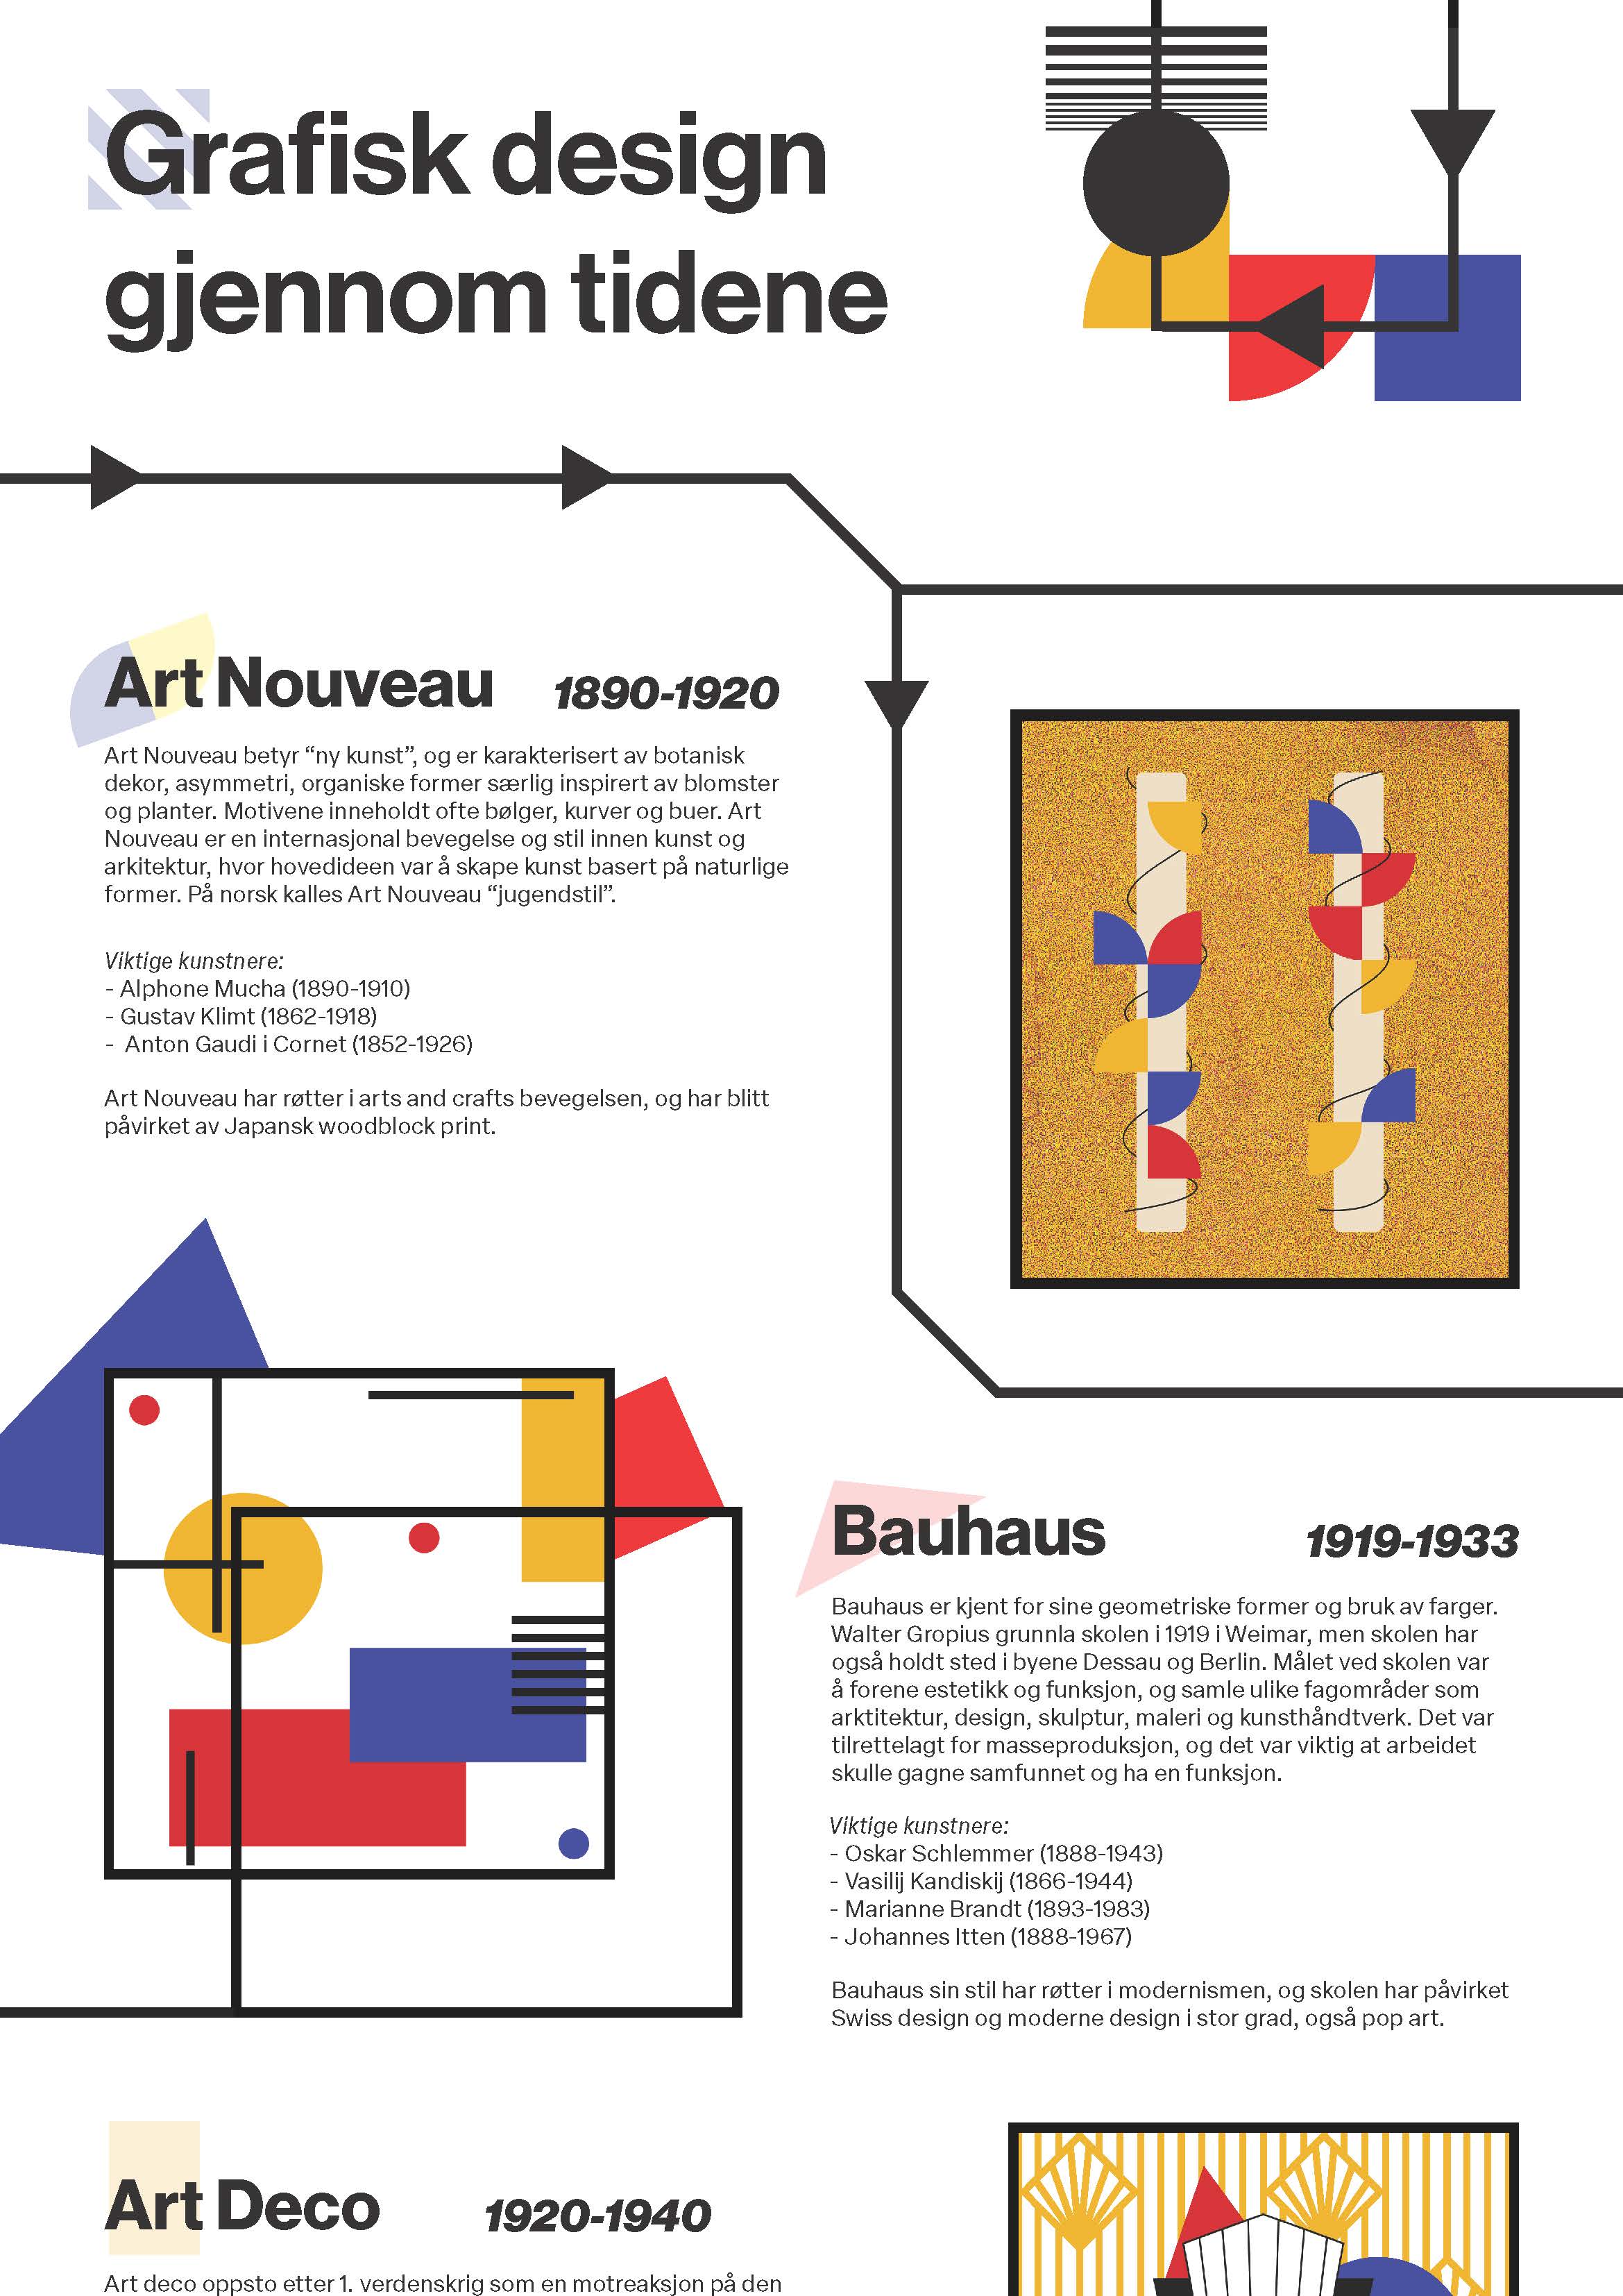 Grafisk design
gjennom tidene
Art Nouveau 1890-1920
Art Nouveau betyr “ny kunst”, og er karakterisert av botanisk
dekor, asymmetri, organiske former særlig inspirert av blomster
og planter. Motivene inneholdt ofte bølger, kurver og buer. Art
Nouveau er en internasjonal bevegelse og stil innen kunst og
arkitektur, hvor hovedideen var å skape kunst basert på naturlige
former. På norsk kalles Art Nouveau “jugendstil”.
Viktige kunstnere:
- Alphone Mucha (1890-1910)
- Gustav Klimt (1862-1918)
- Anton Gaudi i Cornet (1852-1926)
Art Nouveau har røtter i arts and crafts bevegelsen, og har blitt
påvirket av Japansk woodblock print.
Bauhaus 1919-1933
Bauhaus er kjent for sine geometriske former og bruk av farger.
Walter Gropius grunnla skolen i 1919 i Weimar, men skolen har
også holdt sted i byene Dessau og Berlin. Målet ved skolen var
å forene estetikk og funksjon, og samle ulike fagområder som
arktitektur, design, skulptur, maleri og kunsthåndtverk. Det var
tilrettelagt for masseproduksjon, og det var viktig at arbeidet
skulle gagne samfunnet og ha en funksjon.
Viktige kunstnere:
- Oskar Schlemmer (1888-1943)
- Vasilij Kandiskij (1866-1944)
- Marianne Brandt (1893-1983)
- Johannes Itten (1888-1967)
Bauhaus sin stil har røtter i modernismen, og skolen har påvirket
Swiss design og moderne design i stor grad, også pop art.
Art Deco 1920-1940
Art deco oppsto etter 1. verdenskrig som en motreaksjon på den